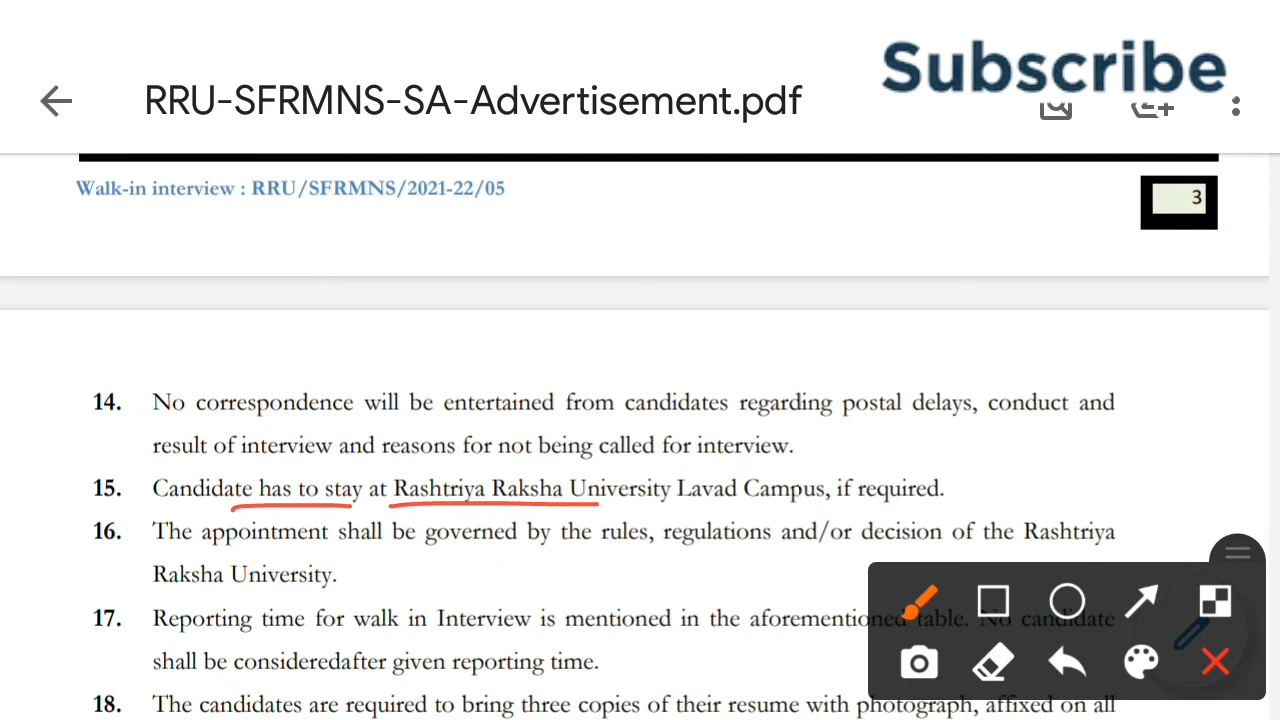 Subscribe
RRU-SFRMNS-SA-Advertisement.pdf
Walk-in interview : RRU/SFRMNS/2021-22/05
3
14. No correspondence will be entertained from candidates regarding postal delays, conduct and
result of interview and reasons for not being called for interview.
15. Candidate has to stay at Rashtriya Raksha University Lavad Campus, if required.
16. The appointment shall be governed by the rules, regulations and/or decision of the Rashtriya
Raksha University.
17. Reporting time for walk in Interview is mentioned in the aforementioned table. No candidate
shall be consideredafter given reporting time.
18. The candidates are required to bring three copies of their resume with photograph, affixed on all